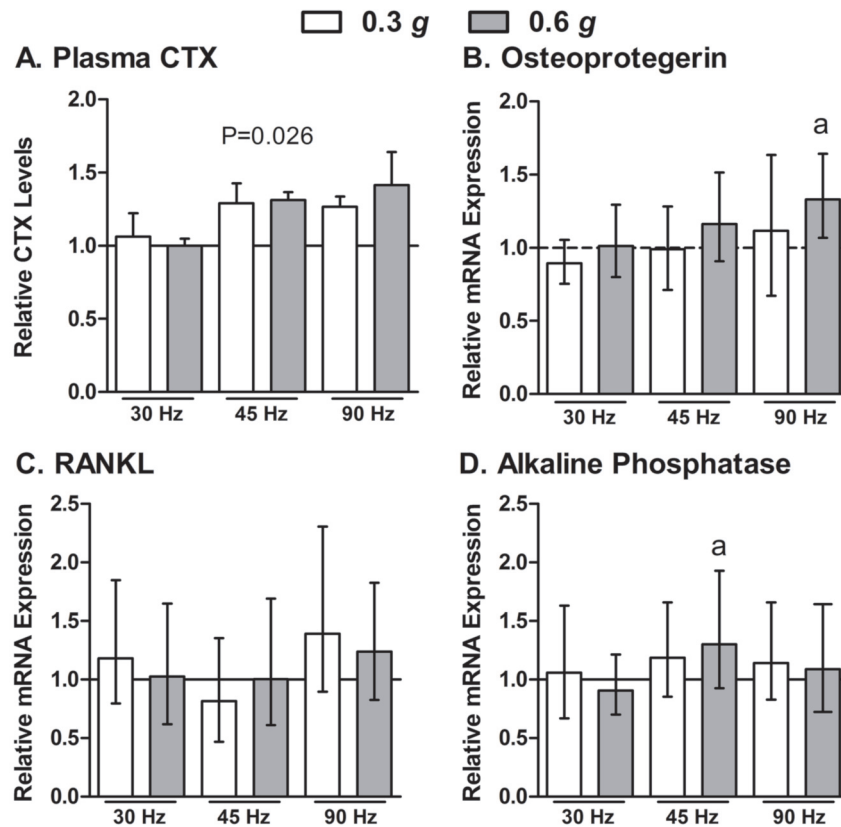 0.3 g 0.6 g
A. Plasma CTX
Relative CTX Levels
2.0
1.5
1.0
0.5
0.0
P=0.026
30 Hz 45 Hz 90 Hz
B. Osteoprotegerin
Relative mRNA Expression
2.0
1.5
1.0
0.5
0.0
a
30 Hz 45 Hz 90 Hz
C. RANKL
Relative mRNA Expression
2.5
2.0
1.5
1.0
0.5
0.0
30 Hz 45 Hz 90 Hz
D. Alkaline Phosphatase
Relative mRNA Expression
2.5
2.0
1.5
1.0
0.5
0.0
a
30 Hz 45 Hz 90 Hz